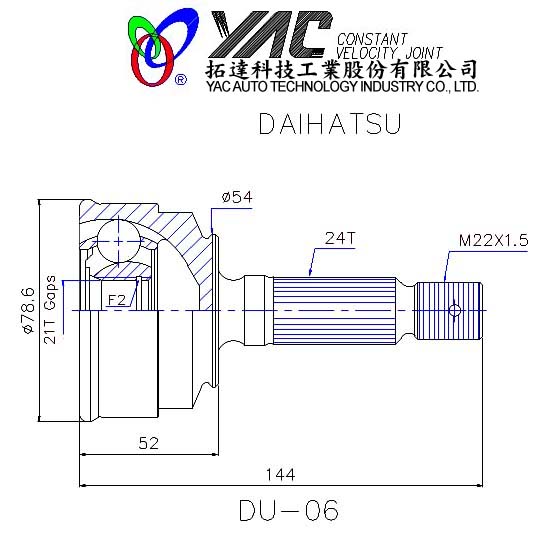 YAC CONSTANT
VELOCITY JOINT
®
拓達科技工業股份有限公司
YAC AUTO TECHNOLOGY INDUSTRY CO., LTD.
DAIHATSU
ø54
24T
M22X1.5
ø78.6
21T Gaps
F2
52
144
DU-06